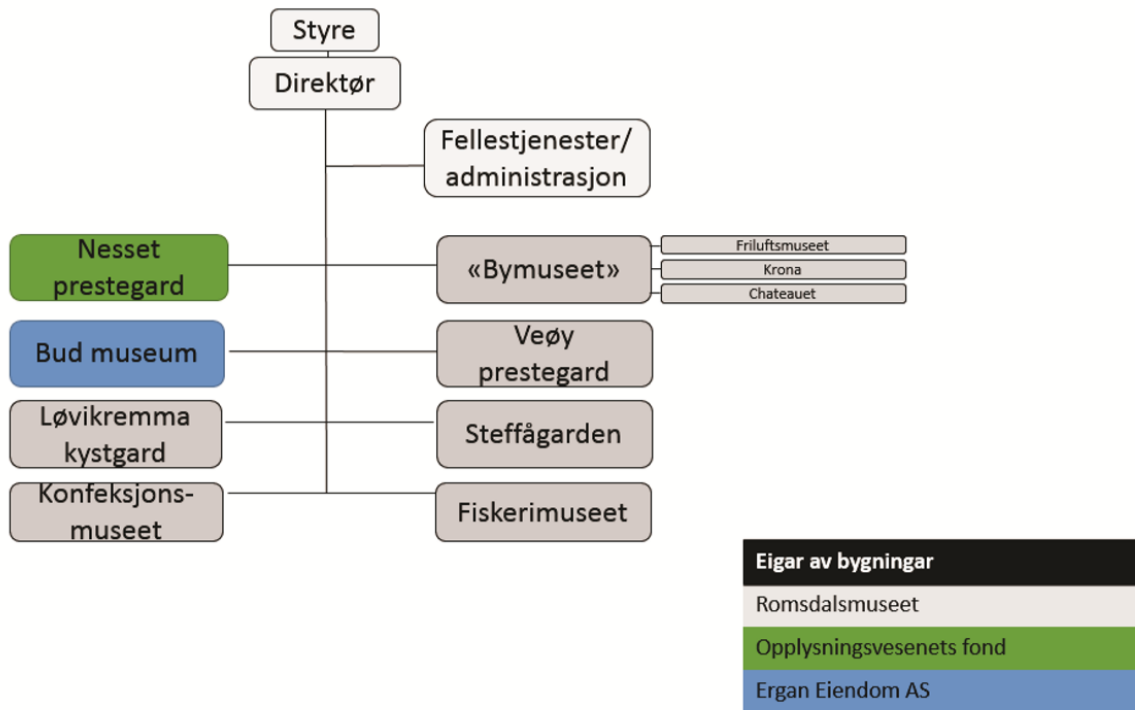 Styre
Direktør
Fellestjenester/
administrasjon
Nesset
prestegard
«Bymuseet»
Friluftsmuseet
Krona
Chateauet
Bud museum
Veøy
prestegard
Løvikremma
kystgard
Steffågarden
Konfeksjons-
museet
Fiskerimuseet
Eigar av bygningar
Romsdalsmuseet
Opplysningsvesenets fond
Ergan Eiendom AS